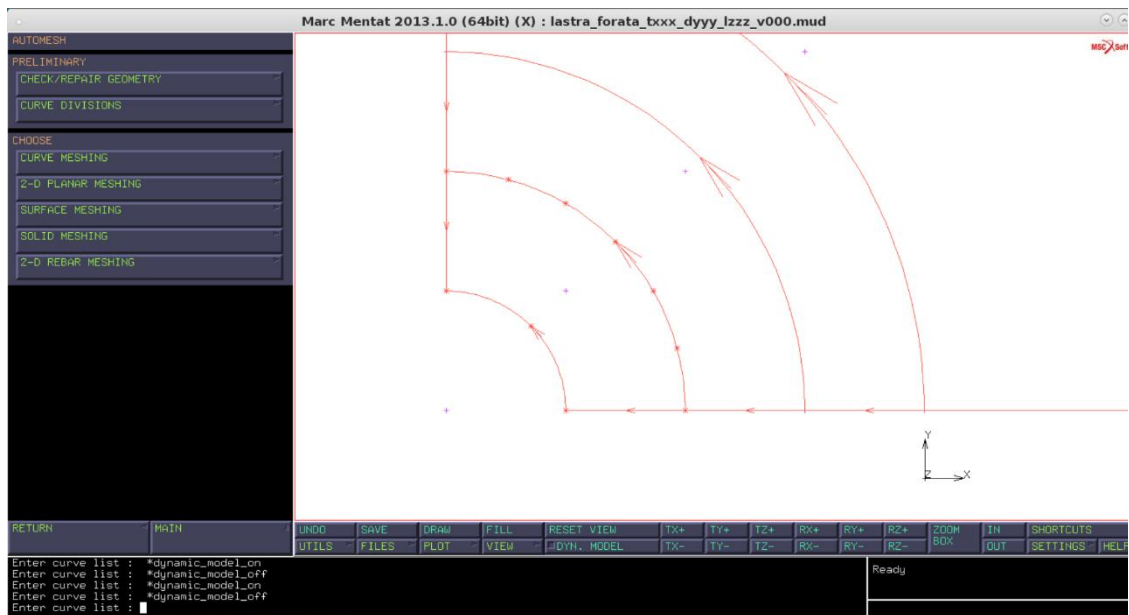 Marc Mentat 2013.1.0 (64bit) (X) : lastra_forata_txxx_dyyy_lzzz_v000.mud
AUTOMESH
PRELIMINARY
CHECK/REPAIR GEOMETRY
CURVE DIVISIONS
CHOOSE
CURVE MESHING
2-D PLANAR MESHING
SURFACE MESHING
SOLID MESHING
2-D REBAR MESHING
MSC Soft
Y
Z X
RETURN MAIN
UNDO SAVE DRAW FILL RESET VIEW TX+ TY+ TZ+ RX+ RY+ RZ+ ZOOM BOX IN SHORTCUTS
UTILS FILES PLOT VIEW DYN. MODEL TX- TY- TZ- RX- RY- RZ- OUT SETTINGS HELP
Enter curve list : *dynamic_model_on
Enter curve list : *dynamic_model_off
Enter curve list : *dynamic_model_on
Enter curve list : *dynamic_model_off
Enter curve list :
Ready